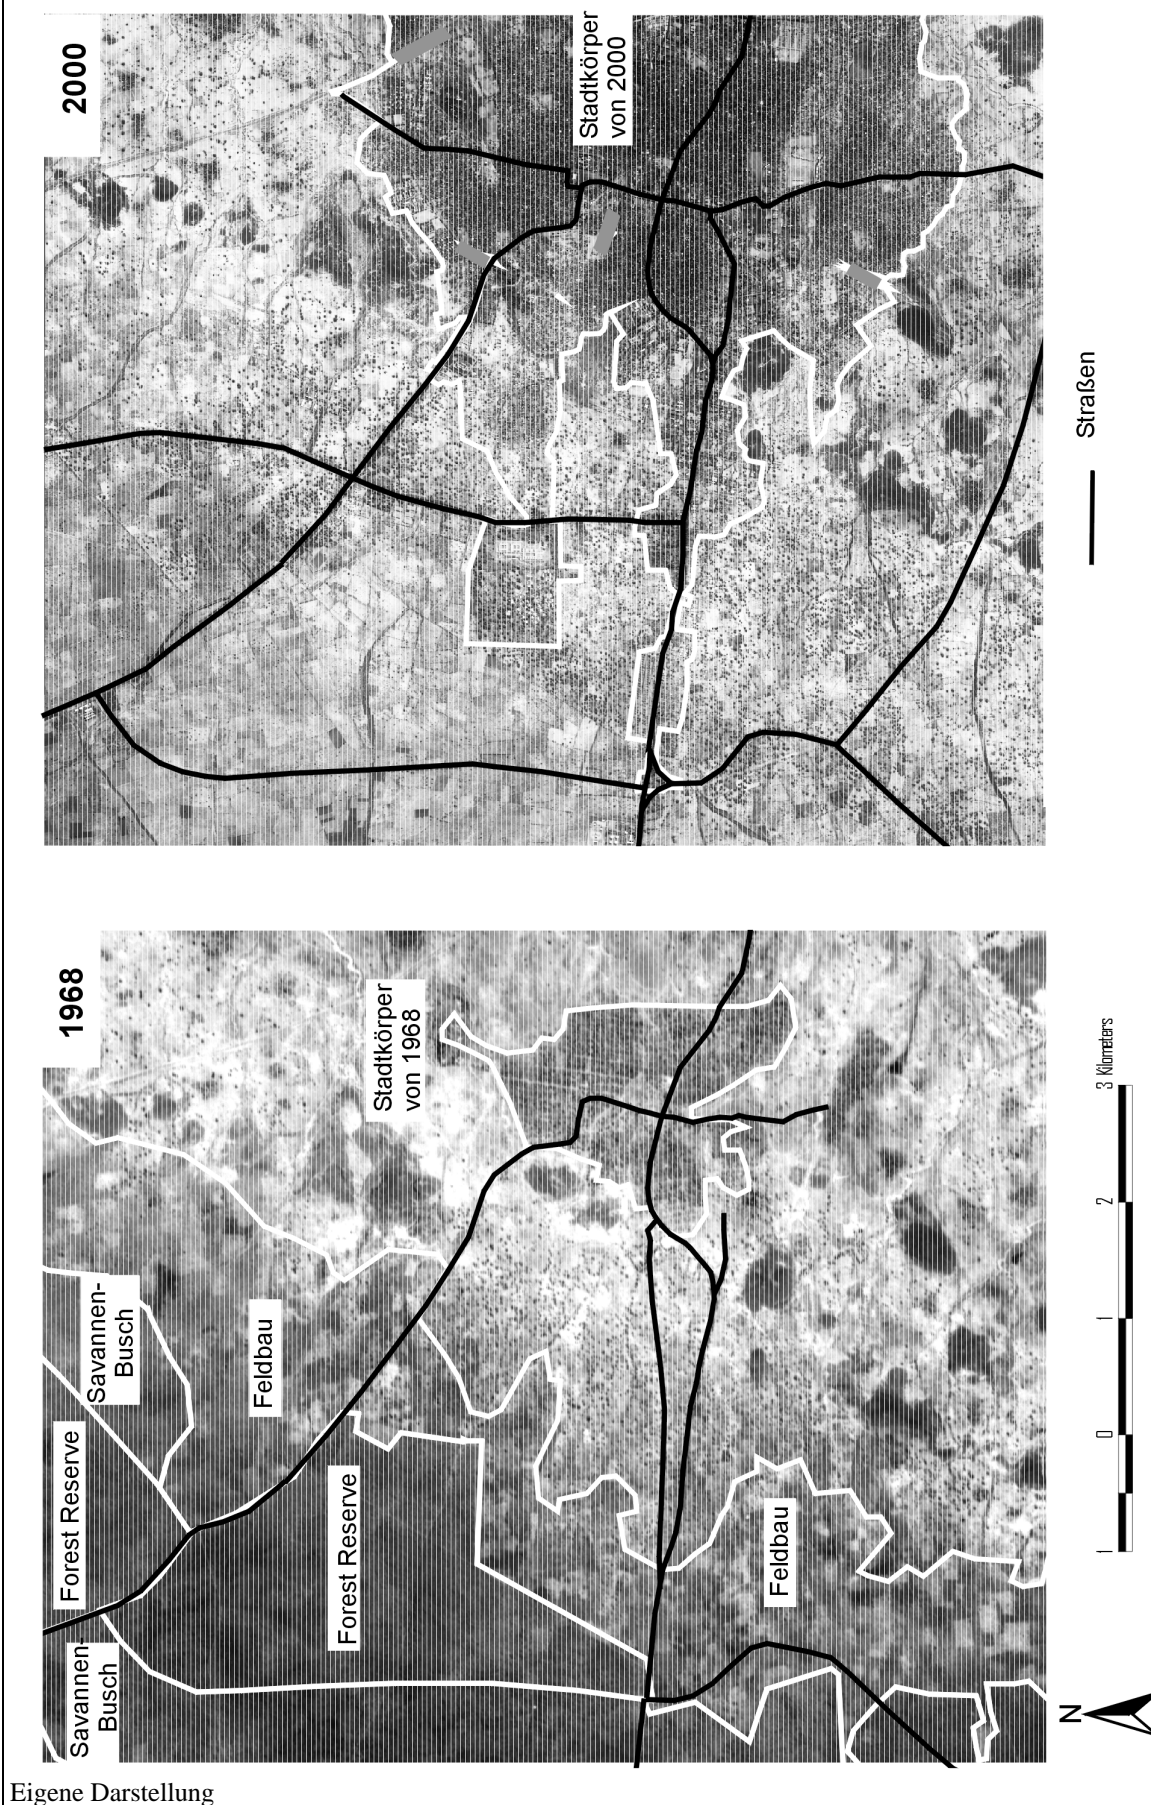 2000
Stadtkörper
von 2000
Straßen
1968
Stadtkörper
von 1968
Savannen-
Busch
Feldbau
Forest Reserve
Forest Reserve
Savannen-
Busch
Feldbau
1 0 1 2 3 Kilometers
N
Eigene Darstellung